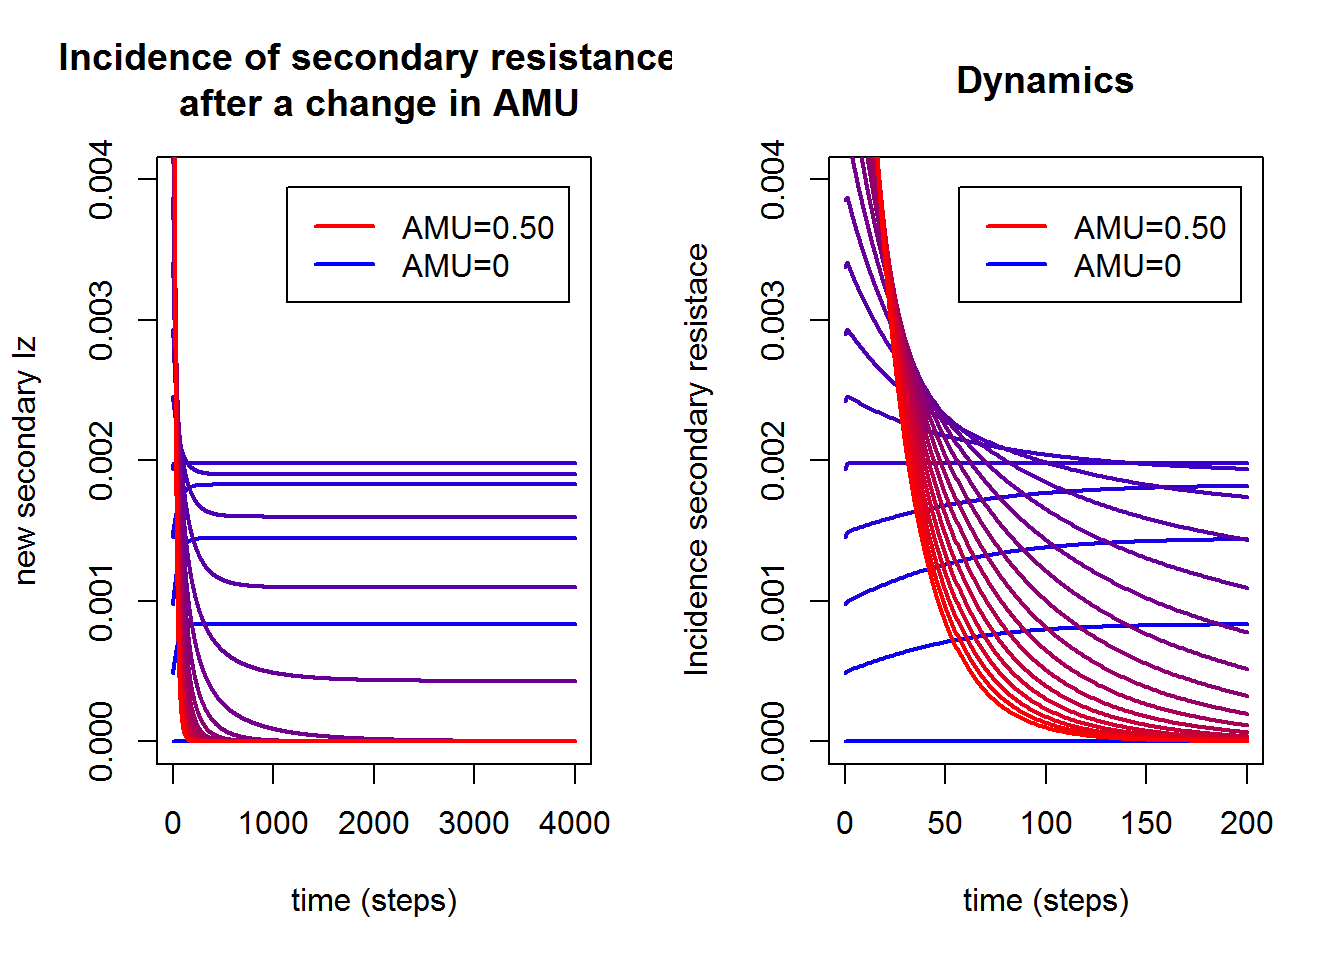 Incidence of secondary resistance
after a change in AMU
new secondary Iz
0.000
0.001
0.002
0.003
0.004
AMU=0.50
AMU=0
0
1000
2000
3000
4000
time (steps)
Dynamics
Incidence secondary resistace
0.000
0.001
0.002
0.003
0.004
AMU=0.50
AMU=0
0
50
100
150
200
time (steps)